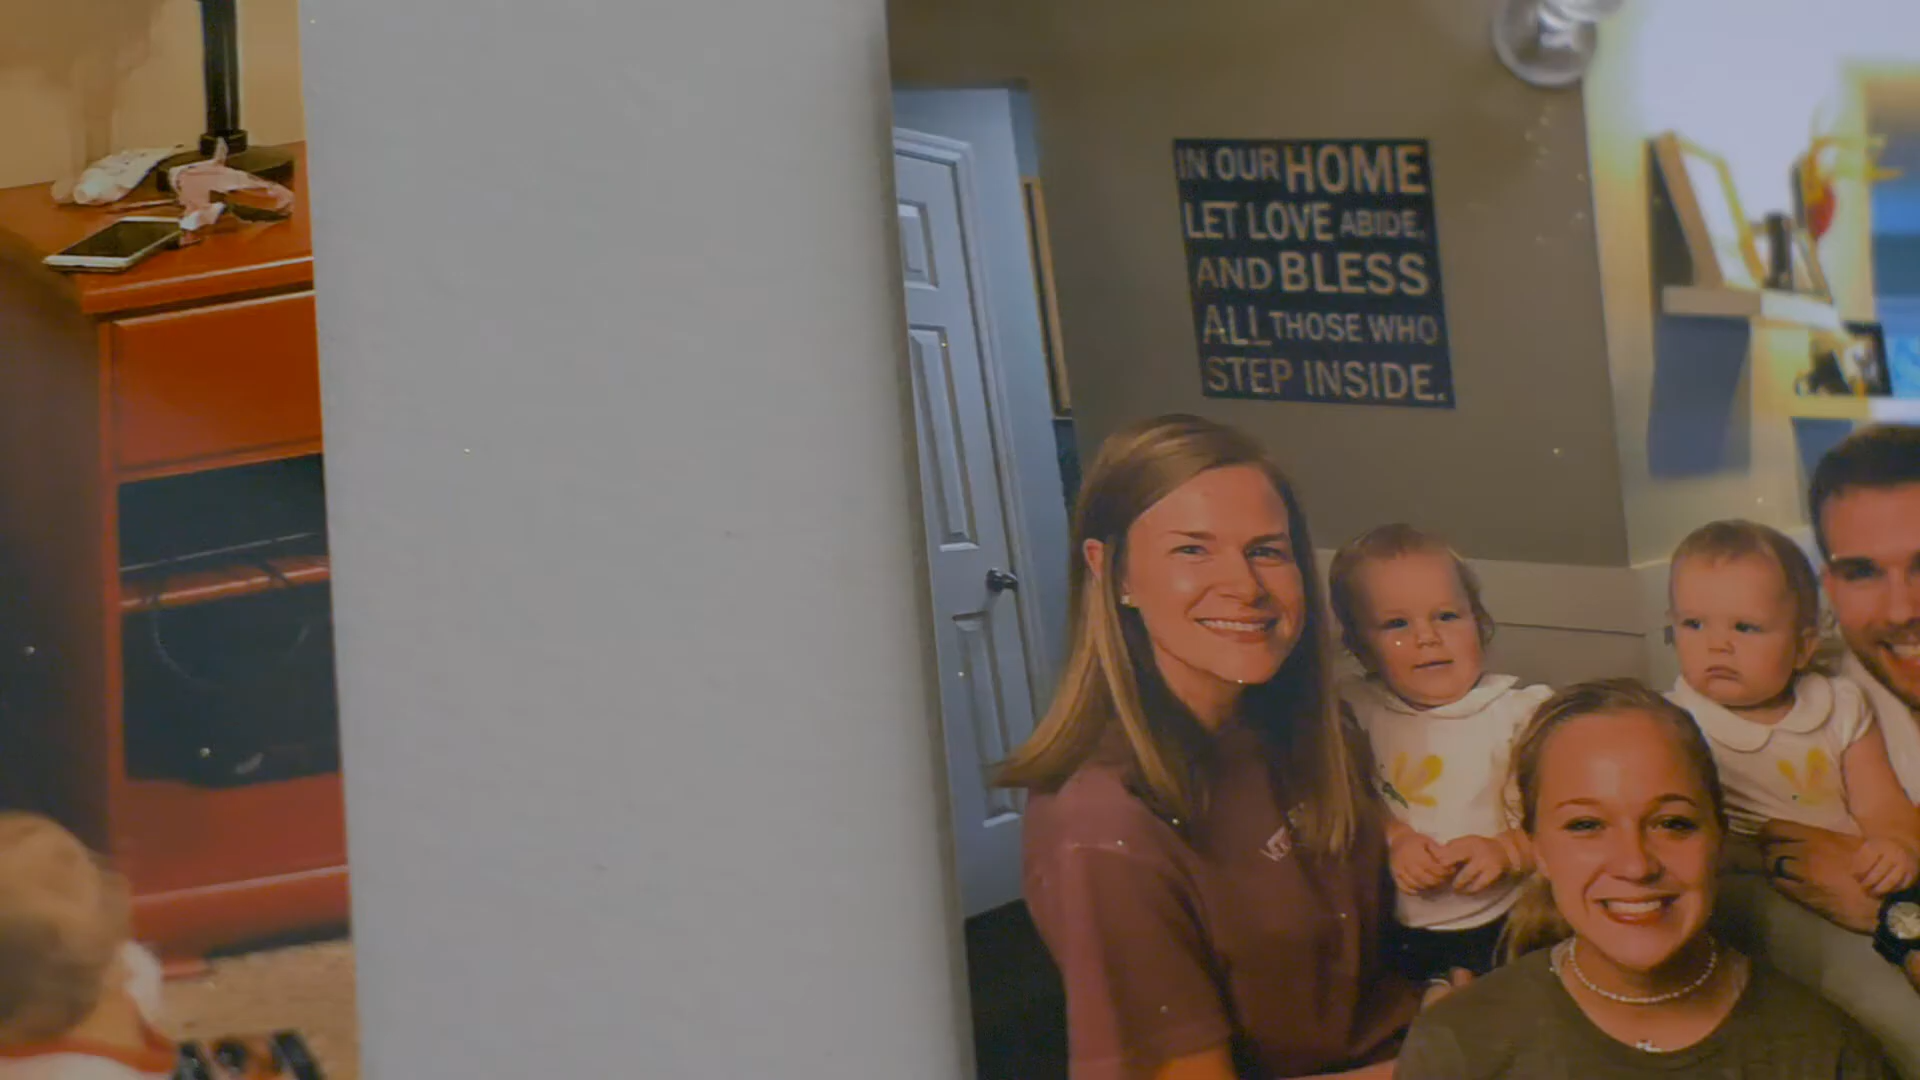 IN OUR HOME
LET LOVE ABIDE,
AND BLESS
ALL THOSE WHO
STEP INSIDE.